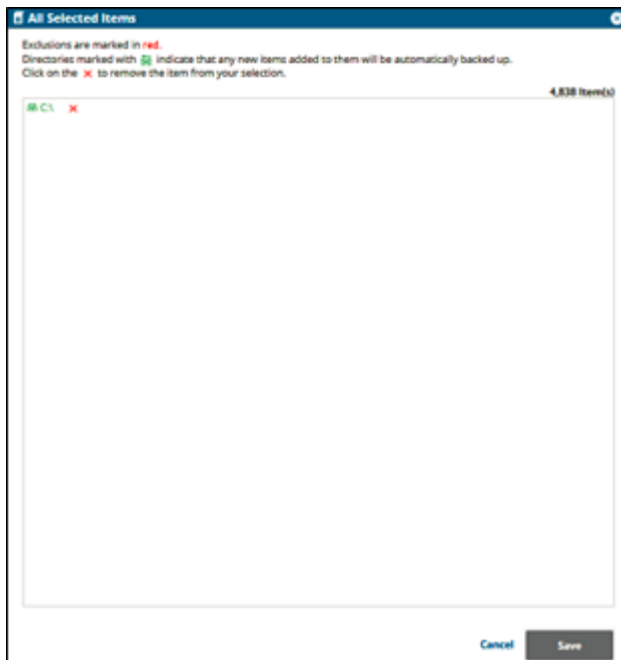 All Selected Items
Exclusions are marked in red.
Directories marked with indicate that any new items added to them will be automatically backed up.
Click on the × to remove the item from your selection.
4,838 Item(s)
C:\ ×
Cancel
Save